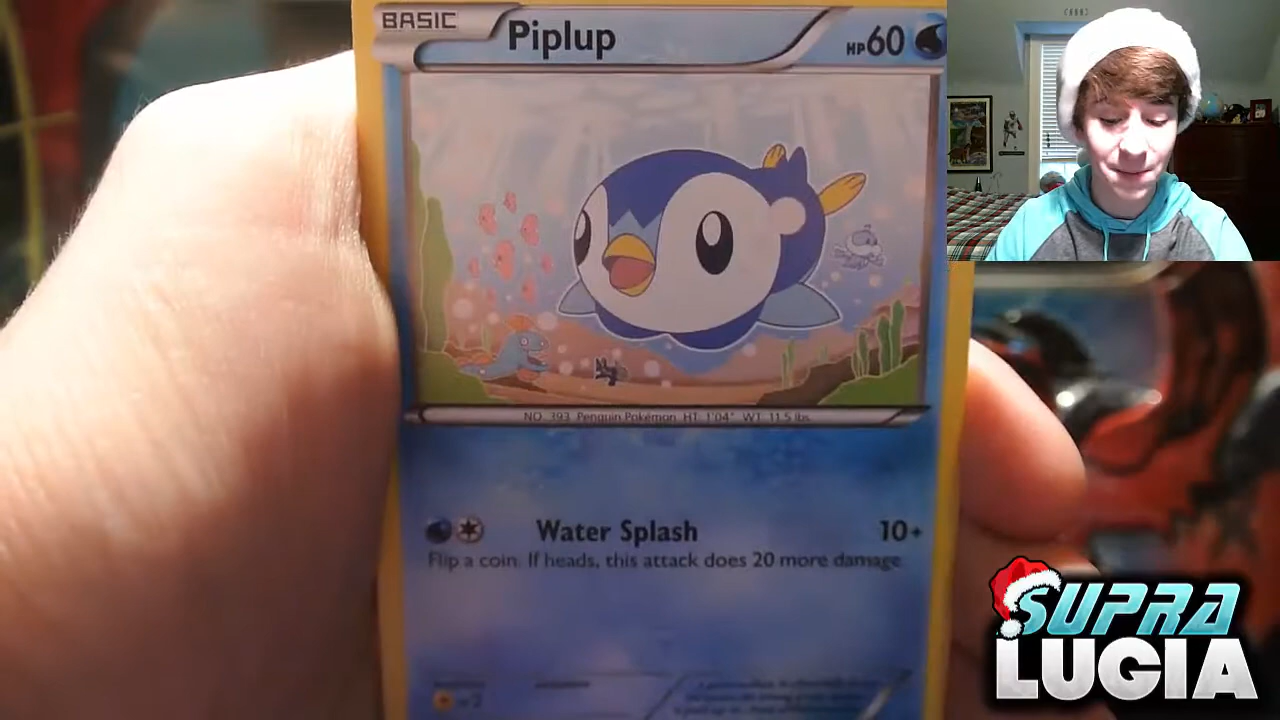 BASIC Piplup HP60
NO. 393 Penguin Pokémon HT: 1'04" WT: 11.5 lbs.
Water Splash 10+
Flip a coin. If heads, this attack does 20 more damage.
×2
SUPRA
LUGIA